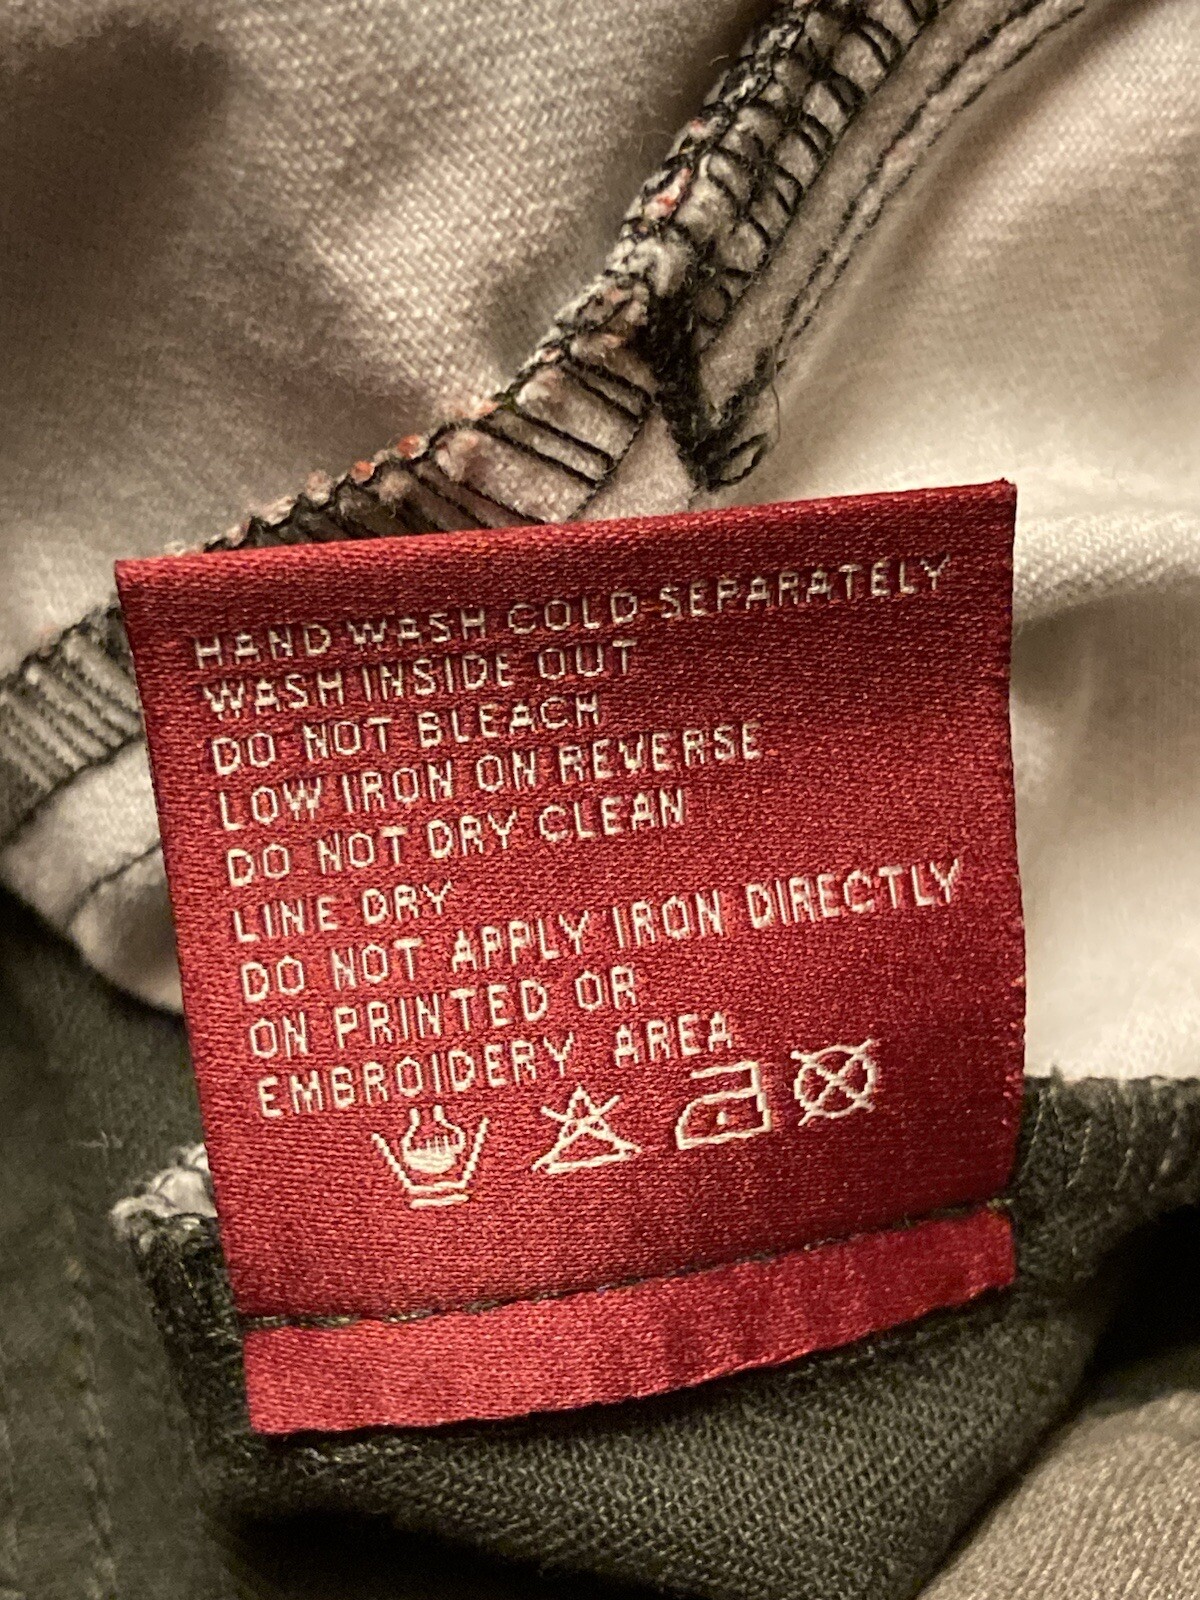 HAND WASH COLD SEPARATELY
WASH INSIDE OUT
DO NOT BLEACH
LOW IRON ON REVERSE
DO NOT DRY CLEAN
LINE DRY
DO NOT APPLY IRON DIRECTLY
ON PRINTED OR
EMBROIDERY AREA